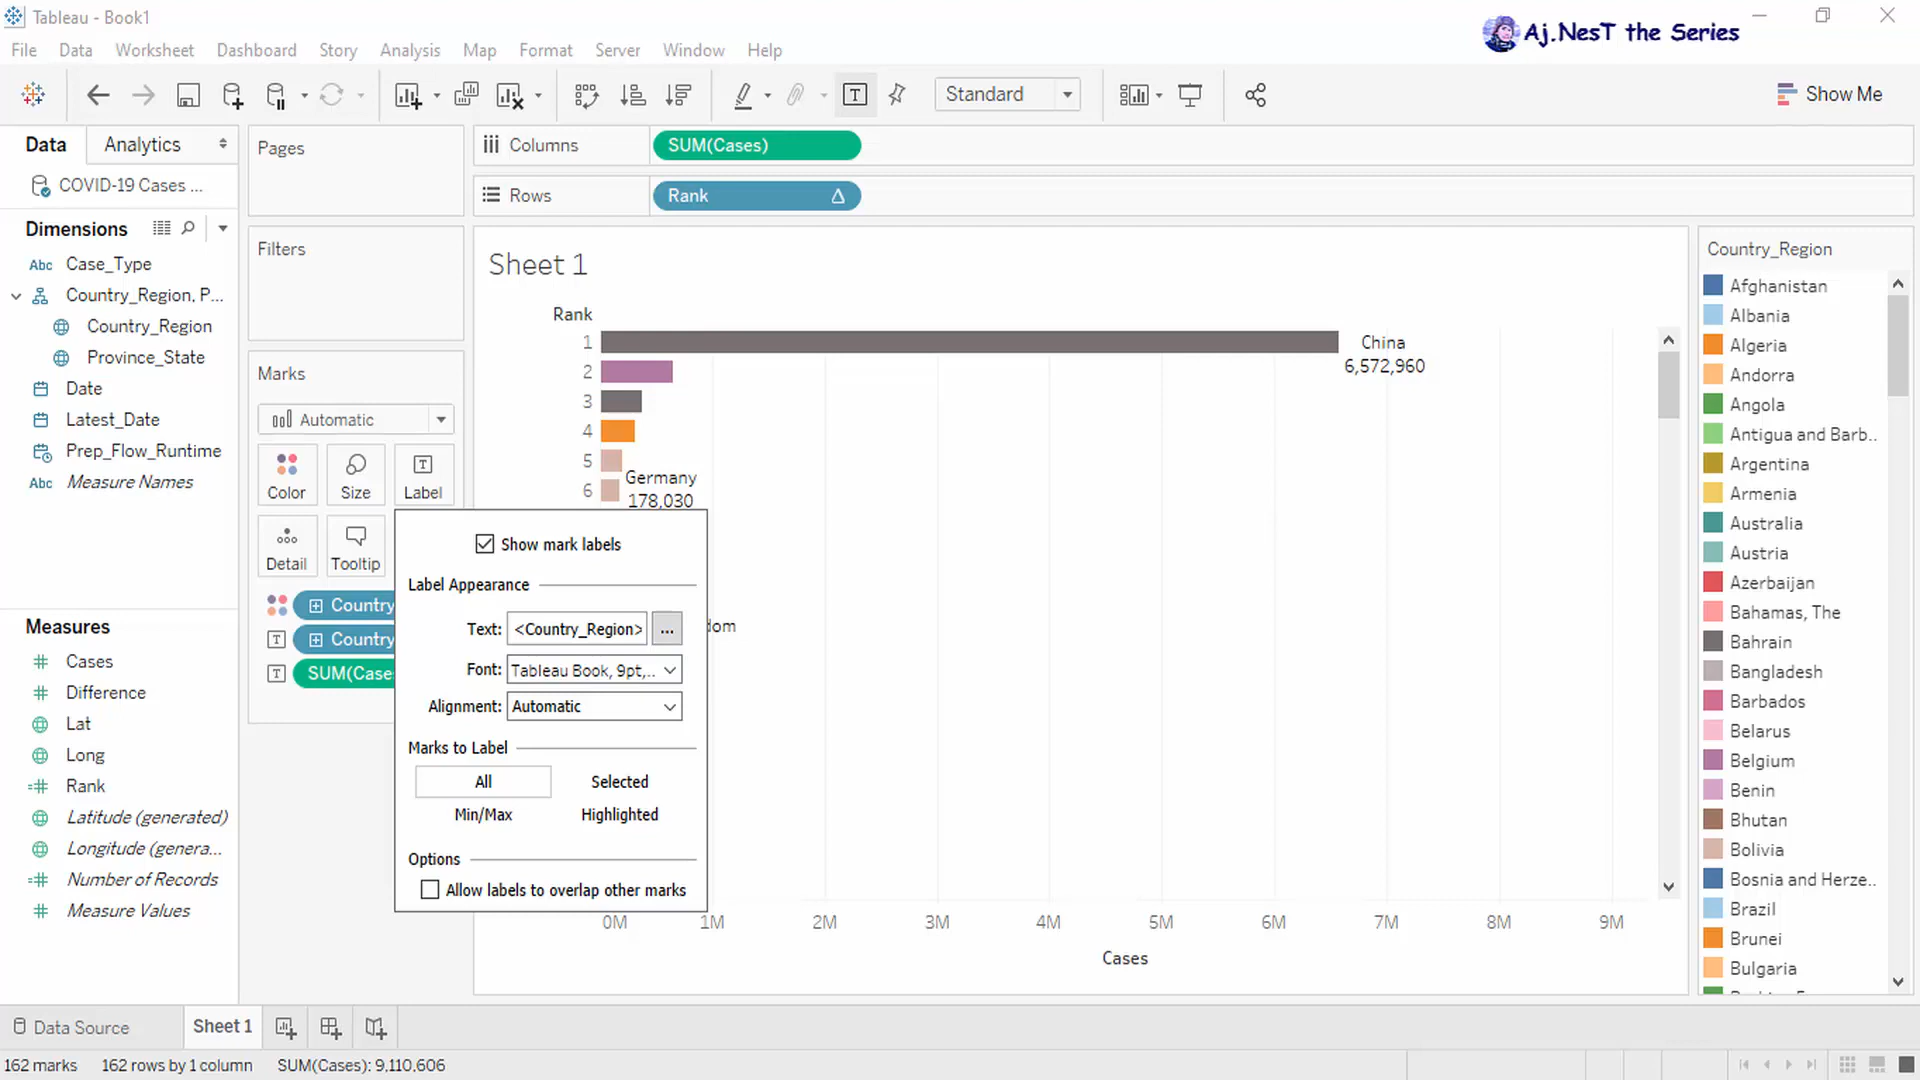 Tableau - Book1
Aj.NesT the Series
File Data Worksheet Dashboard Story Analysis Map Format Server Window Help
Standard
Show Me
Data Analytics
Pages
Columns
SUM(Cases)
COVID-19 Cases ...
Rows
Rank
Dimensions
Filters
Sheet 1
Country_Region
Abc Case_Type
Country_Region, P...
Country_Region
Province_State
Date
Latest_Date
Prep_Flow_Runtime
Abc Measure Names
Marks
Automatic
Color
Size
Label
Detail
Tooltip
Country
Country
SUM(Case
Measures
Cases
Difference
Lat
Long
Rank
Latitude (generated)
Longitude (genera...
Number of Records
Measure Values
Rank
1
China
6,572,960
2
3
4
5
Germany
6
178,030
dom
Show mark labels
Label Appearance
Text: <Country_Region> ...
Font: Tableau Book, 9pt,..
Alignment: Automatic
Marks to Label
All Selected
Min/Max Highlighted
Options
Allow labels to overlap other marks
0M 1M 2M 3M 4M 5M 6M 7M 8M 9M
Cases
Afghanistan
Albania
Algeria
Andorra
Angola
Antigua and Barb..
Argentina
Armenia
Australia
Austria
Azerbaijan
Bahamas, The
Bahrain
Bangladesh
Barbados
Belarus
Belgium
Benin
Bhutan
Bolivia
Bosnia and Herze..
Brazil
Brunei
Bulgaria
Data Source Sheet 1
162 marks 162 rows by 1 column SUM(Cases): 9,110,606